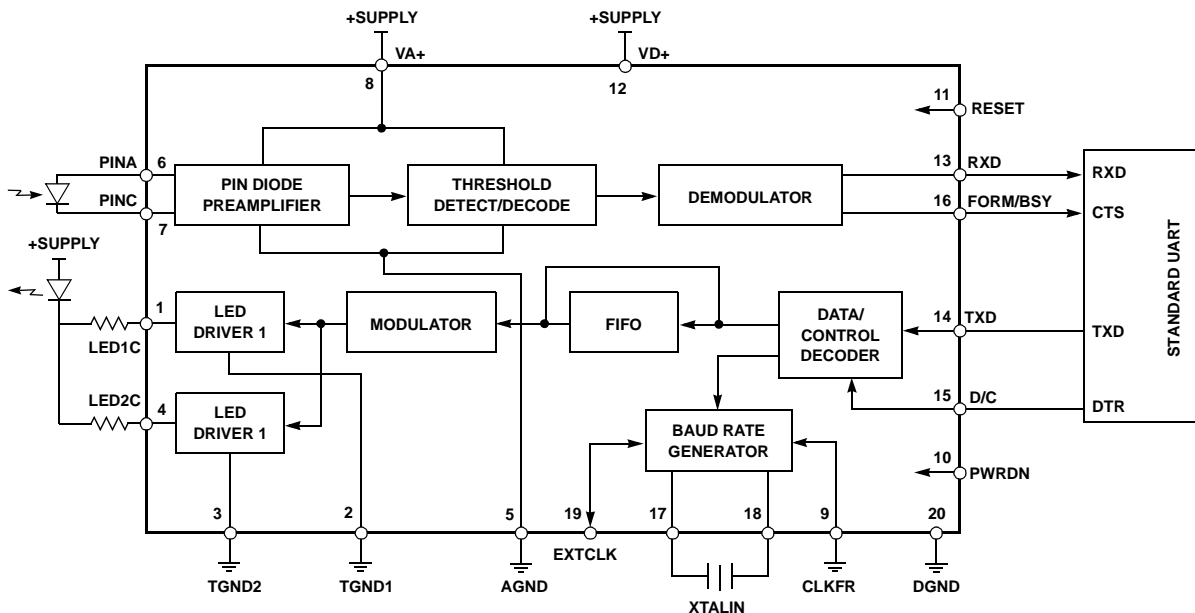 +SUPPLY
+SUPPLY
VA+
VD+
8
12
11
RESET
PINA
6
PINC
7
PIN DIODE
PREAMPLIFIER
THRESHOLD
DETECT/DECODE
DEMODULATOR
13
RXD
RXD
16
FORM/BSY
CTS
STANDARD UART
+SUPPLY
1
LED1C
LED
DRIVER 1
MODULATOR
FIFO
DATA/
CONTROL
DECODER
14
TXD
TXD
LED2C
4
LED
DRIVER 1
15
D/C
DTR
BAUD RATE
GENERATOR
10
PWRDN
3
2
5
19
17
18
9
20
TGND2
TGND1
AGND
EXTCLK
XTALIN
CLKFR
DGND